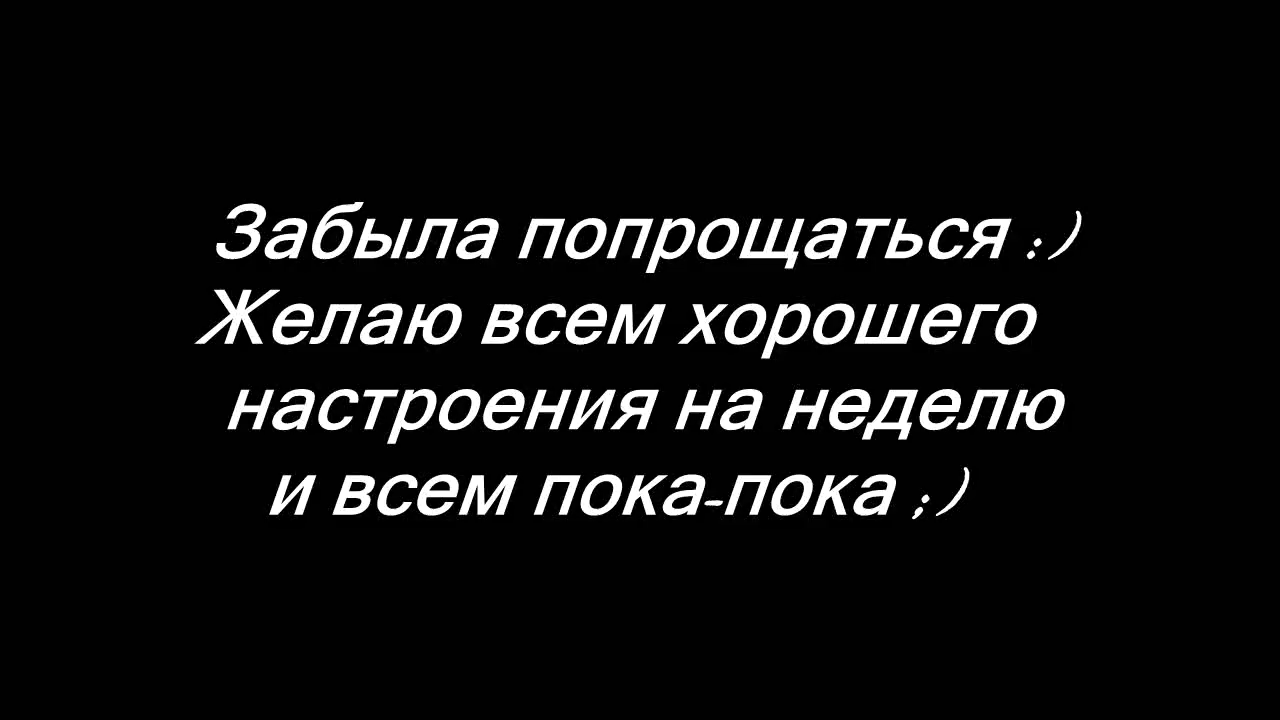 Забыла попрощаться :)
Желаю всем хорошего
настроения на неделю
и всем пока-пока ;)